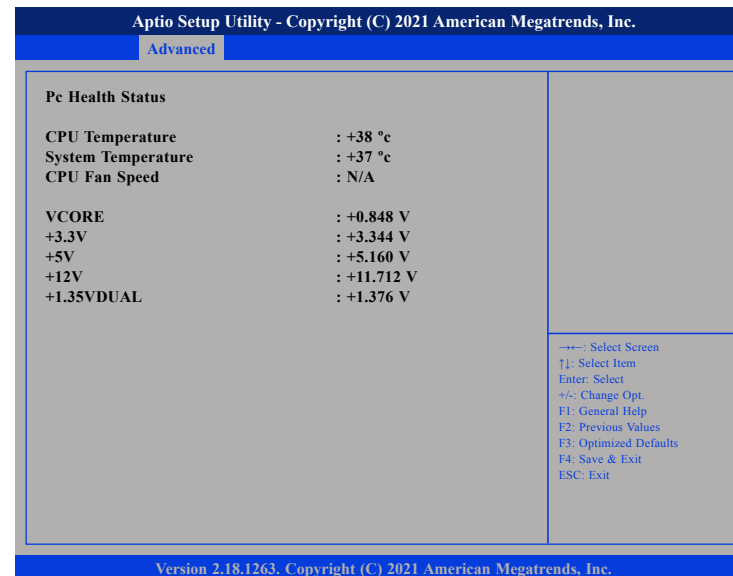 Aptio Setup Utility - Copyright (C) 2021 American Megatrends, Inc.
Advanced
Pc Health Status
CPU Temperature : +38 °c
System Temperature : +37 °c
CPU Fan Speed : N/A
VCORE : +0.848 V
+3.3V : +3.344 V
+5V : +5.160 V
+12V : +11.712 V
+1.35VDUAL : +1.376 V
→←: Select Screen
↑↓: Select Item
Enter: Select
+/-: Change Opt.
F1: General Help
F2: Previous Values
F3: Optimized Defaults
F4: Save & Exit
ESC: Exit
Version 2.18.1263. Copyright (C) 2021 American Megatrends, Inc.